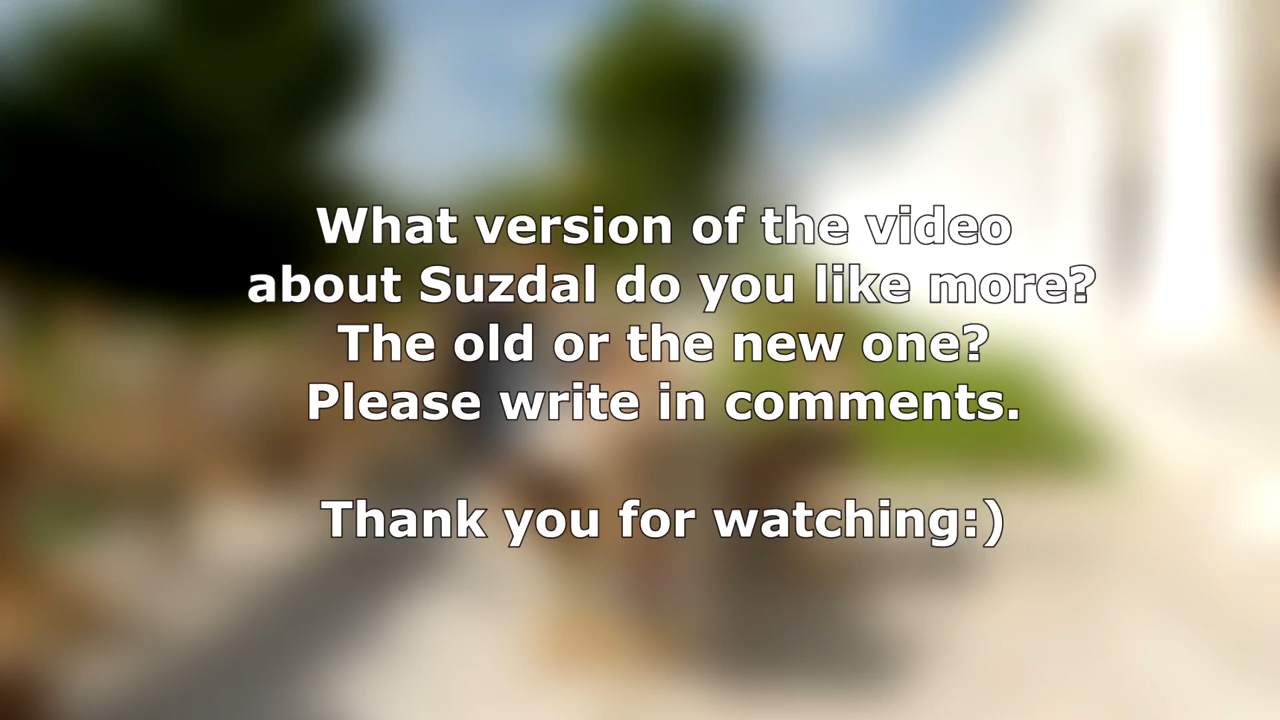 What version of the video
about Suzdal do you like more?
The old or the new one?
Please write in comments.
Thank you for watching:)